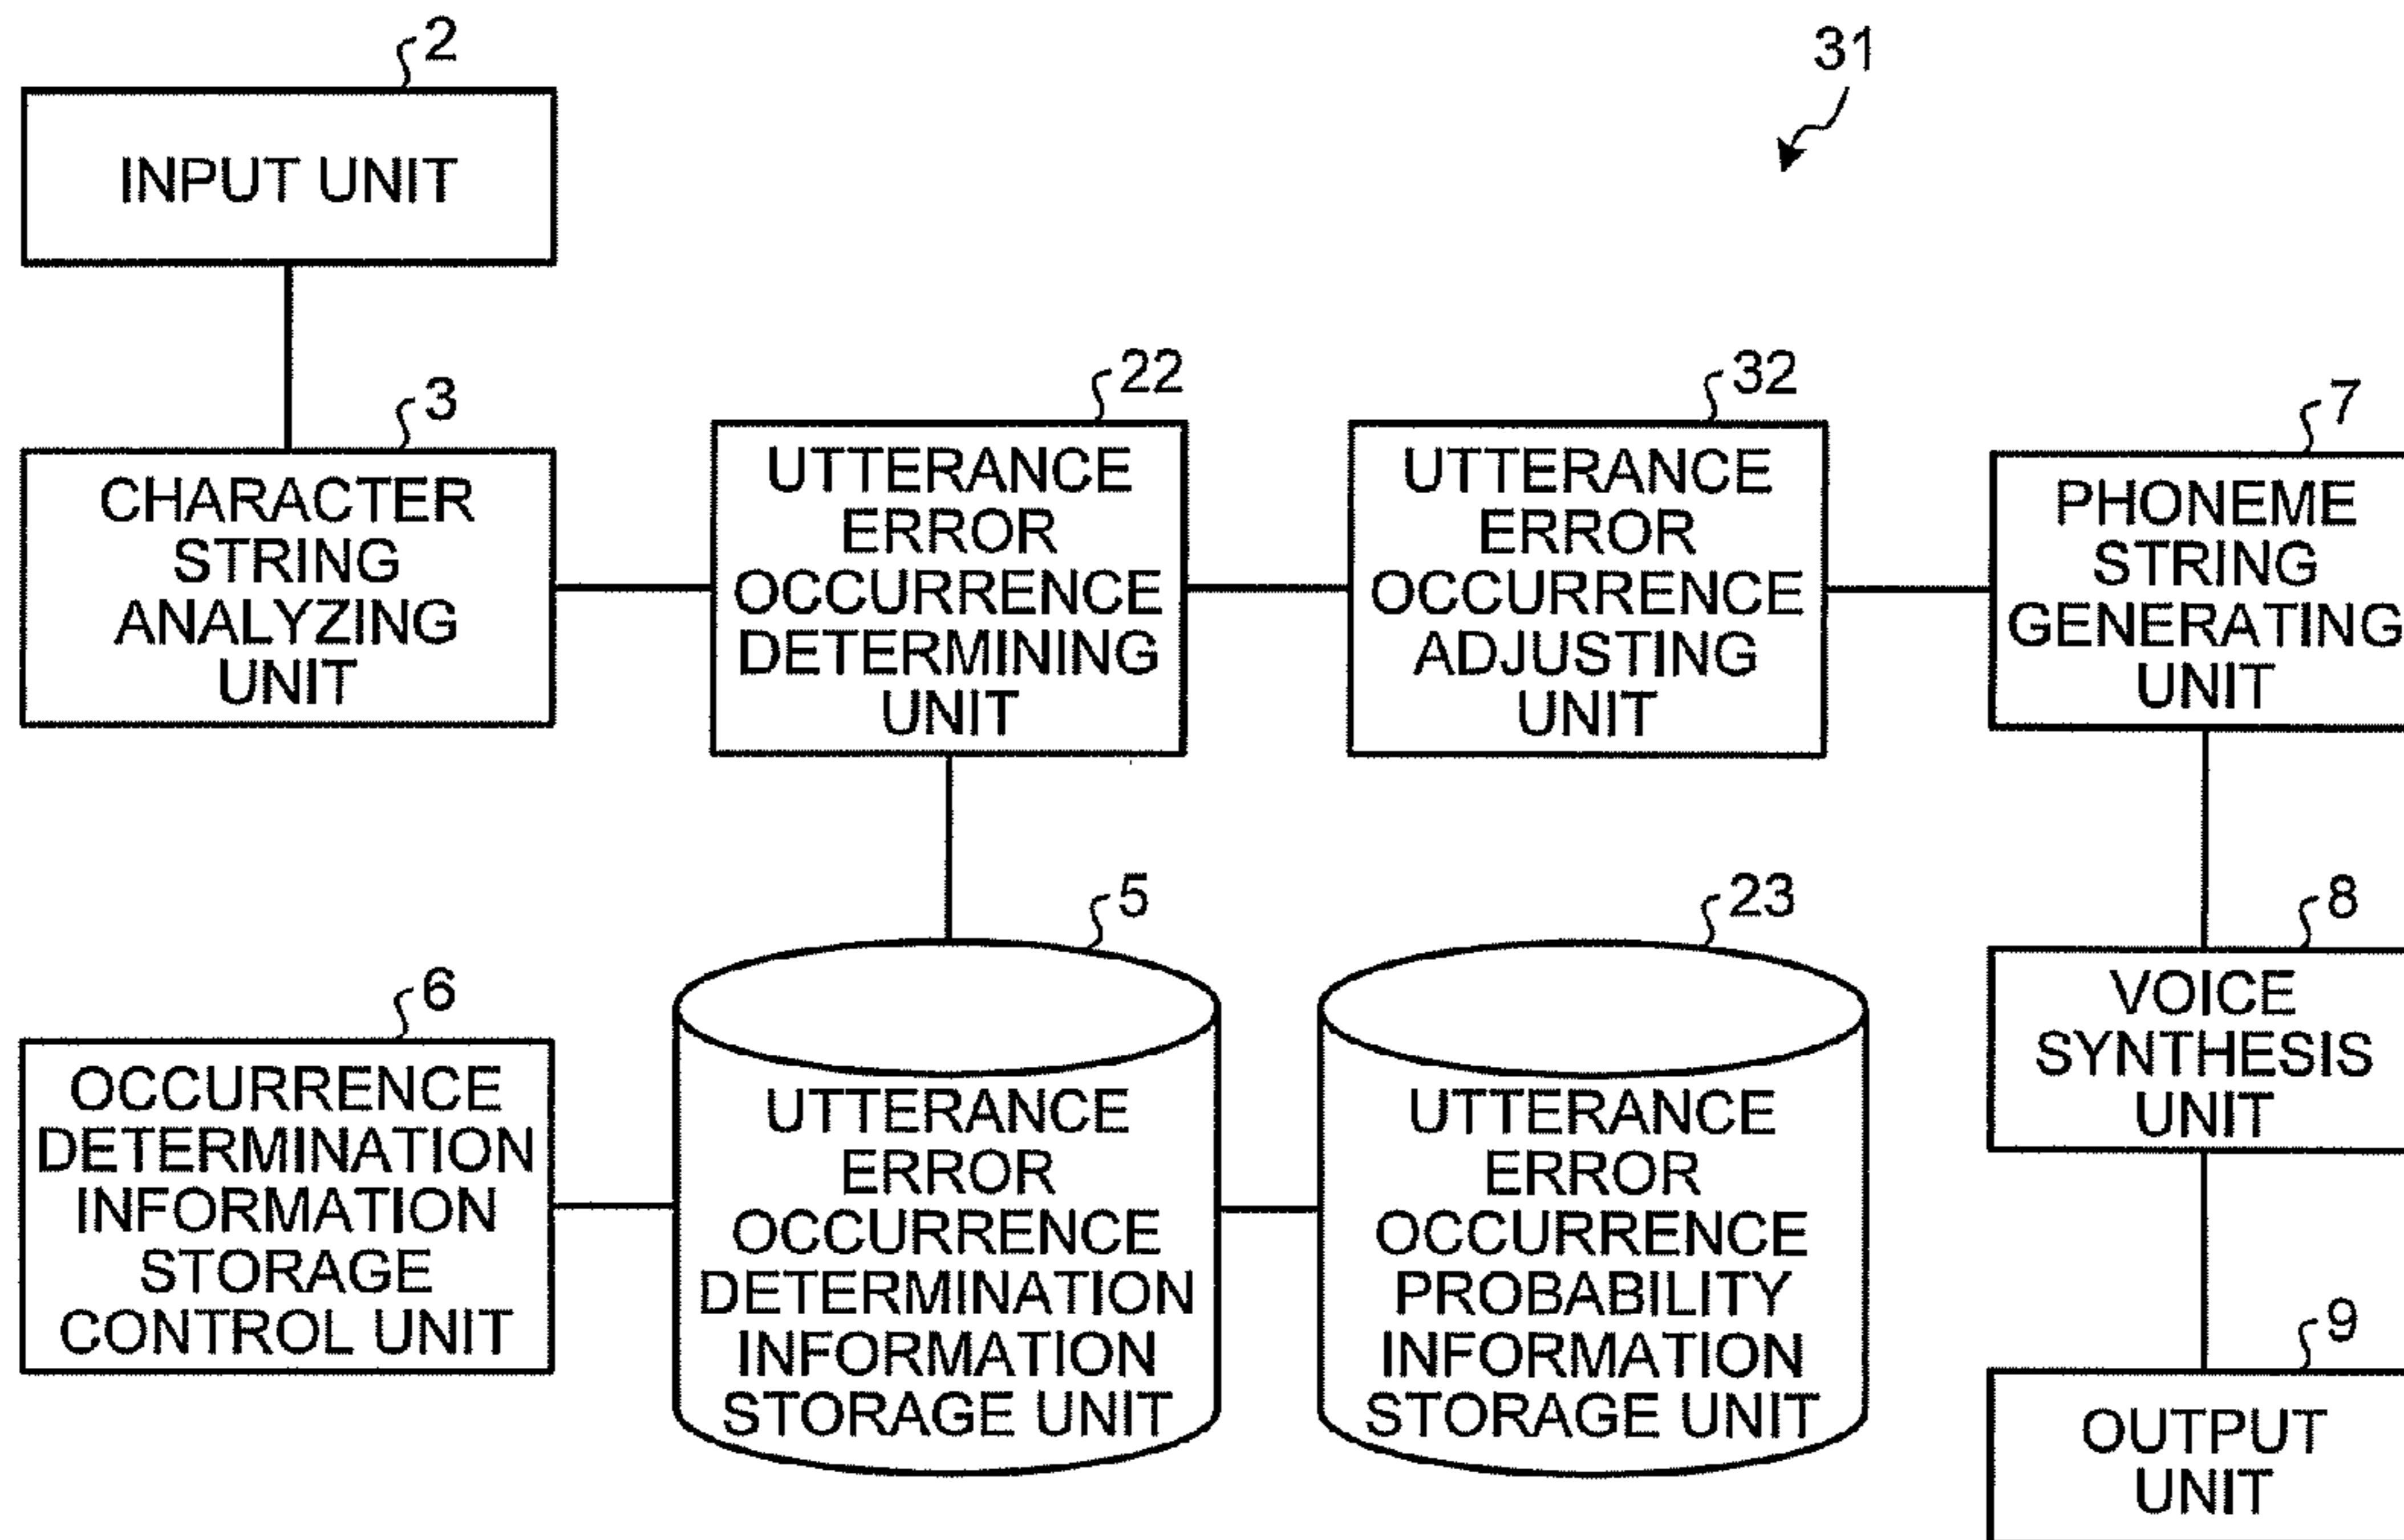 31
2
INPUT UNIT
3
CHARACTER
STRING
ANALYZING
UNIT
22
UTTERANCE
ERROR
OCCURRENCE
DETERMINING
UNIT
32
UTTERANCE
ERROR
OCCURRENCE
ADJUSTING
UNIT
7
PHONEME
STRING
GENERATING
UNIT
6
OCCURRENCE
DETERMINATION
INFORMATION
STORAGE
CONTROL UNIT
5
UTTERANCE
ERROR
OCCURRENCE
DETERMINATION
INFORMATION
STORAGE UNIT
23
UTTERANCE
ERROR
OCCURRENCE
PROBABILITY
INFORMATION
STORAGE UNIT
8
VOICE
SYNTHESIS
UNIT
9
OUTPUT
UNIT